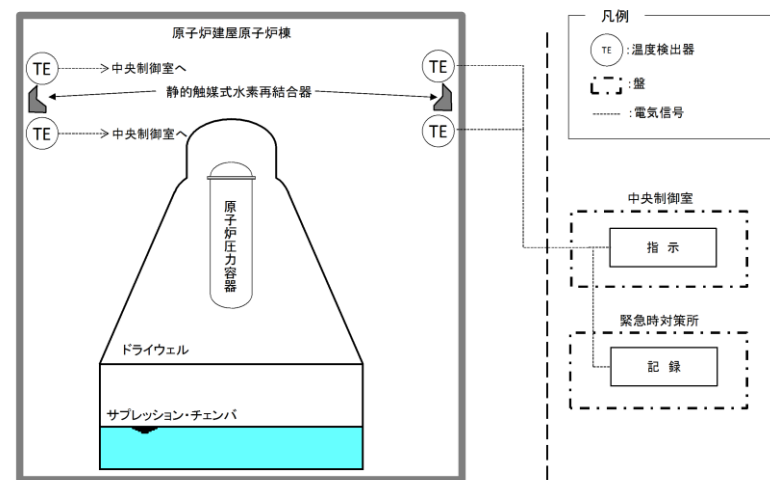 原子炉建屋原子炉棟
TE
中央制御室へ
静的触媒式水素再結合器
TE
中央制御室へ
TE
TE
原子炉圧力容器
ドライウェル
サプレッション・チェンバ
凡例
TE
:温度検出器
:盤
:電気信号
中央制御室
指 示
緊急時対策所
記 録